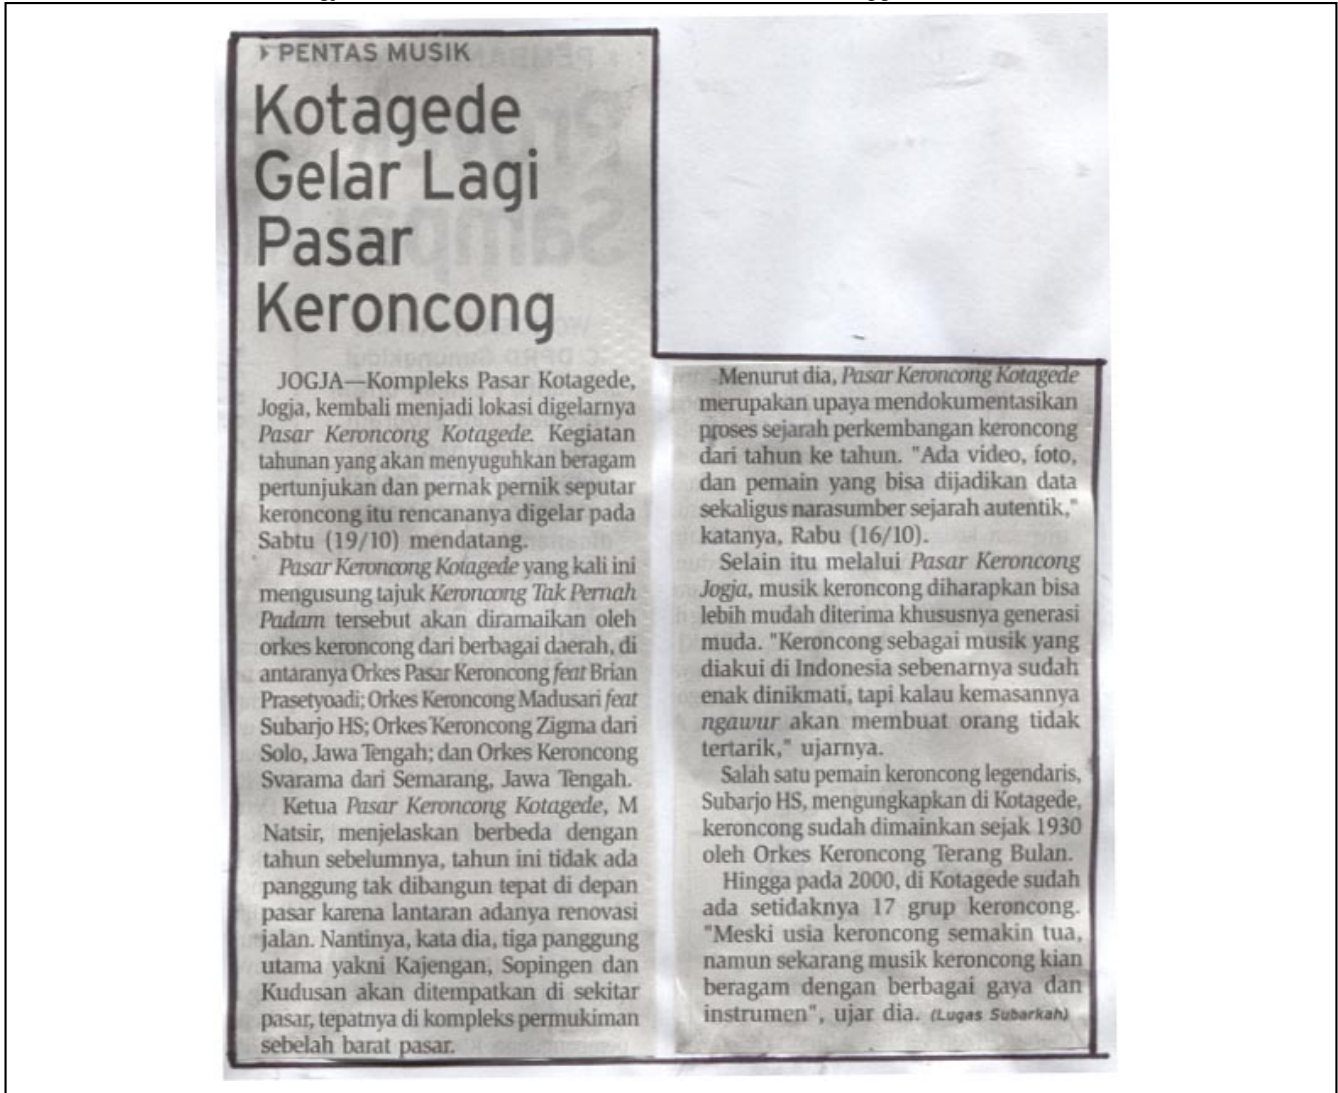 PENTAS MUSIK
Kotagede
Gelar Lagi
Pasar
Keroncong
JOGJA—Kompleks Pasar Kotagede,
Jogja, kembali menjadi lokasi digelarnya
Pasar Keroncong Kotagede. Kegiatan
tahunan yang akan menyuguhkan beragam
pertunjukan dan pernak pernik seputar
keroncong itu rencananya digelar pada
Sabtu (19/10) mendatang.
Pasar Keroncong Kotagede yang kali ini
mengusung tajuk Keroncong Tak Pernah
Padam tersebut akan diramaikan oleh
orkes keroncong dari berbagai daerah, di
antaranya Orkes Pasar Keroncong feat Brian
Prasetyoadi; Orkes Keroncong Madusari feat
Subarjo HS; Orkes Keroncong Zigma dari
Solo, Jawa Tengah; dan Orkes Keroncong
Svarama dari Semarang, Jawa Tengah.
Ketua Pasar Keroncong Kotagede, M
Natsir, menjelaskan berbeda dengan
tahun sebelumnya, tahun ini tidak ada
panggung tak dibangun tepat di depan
pasar karena lantaran adanya renovasi
jalan. Nantinya, kata dia, tiga panggung
utama yakni Kajengan, Sopingen dan
Kudusan akan ditempatkan di sekitar
pasar, tepatnya di kompleks permukiman
sebelah barat pasar.
Menurut dia, Pasar Keroncong Kotagede
merupakan upaya mendokumentasikan
proses sejarah perkembangan keroncong
dari tahun ke tahun. "Ada video, foto,
dan pemain yang bisa dijadikan data
sekaligus narasumber sejarah autentik,"
katanya, Rabu (16/10).
Selain itu melalui Pasar Keroncong
Jogja, musik keroncong diharapkan bisa
lebih mudah diterima khususnya generasi
muda. "Keroncong sebagai musik yang
diakui di Indonesia sebenarnya sudah
enak dinikmati, tapi kalau kemasannya
ngawur akan membuat orang tidak
tertarik," ujarnya.
Salah satu pemain keroncong legendaris,
Subarjo HS, mengungkapkan di Kotagede,
keroncong sudah dimainkan sejak 1930
oleh Orkes Keroncong Terang Bulan.
Hingga pada 2000, di Kotagede sudah
ada setidaknya 17 grup keroncong.
"Meski usia keroncong semakin tua,
namun sekarang musik keroncong kian
beragam dengan berbagai gaya dan
instrumen", ujar dia. (Lugas Subarkah)